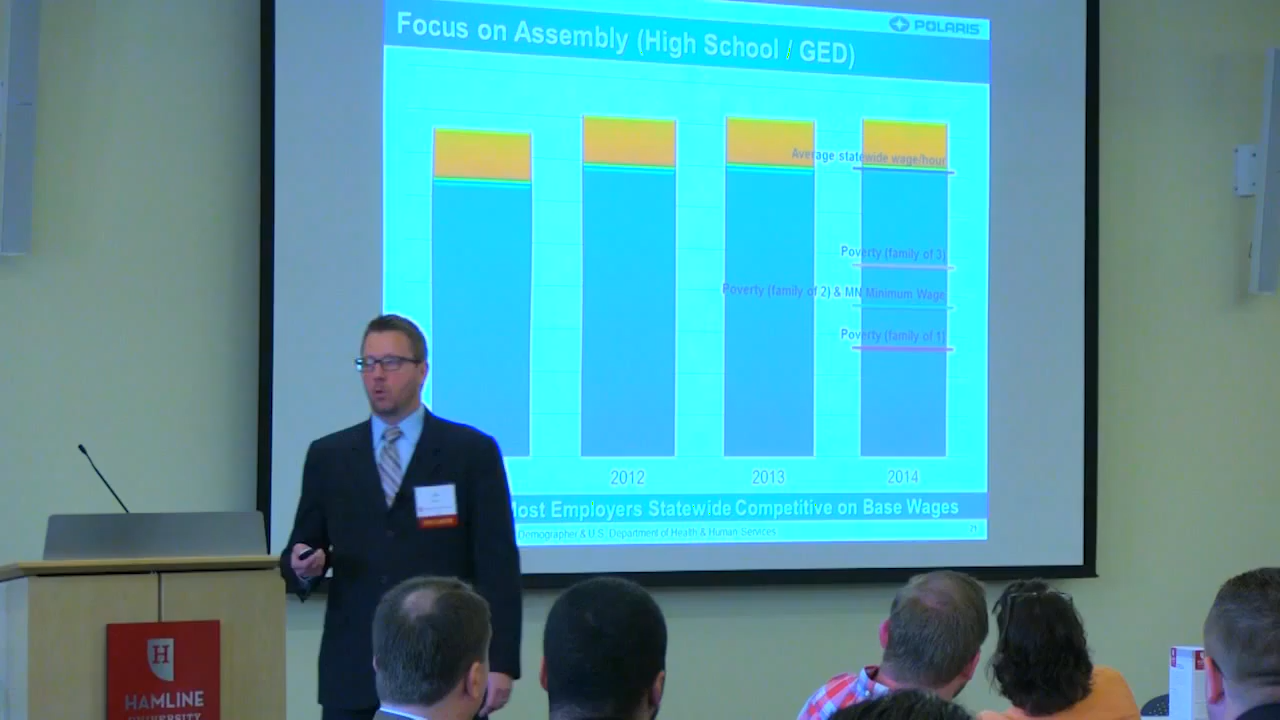 Focus on Assembly (High School / GED)
POLARIS
Average statewide wage/hour
Poverty (family of 3)
Poverty (family of 2) & MN Minimum Wage
Poverty (family of 1)
2012
2013
2014
Most Employers Statewide Competitive on Base Wages
Demographer & U.S. Department of Health & Human Services
21
H
HAMLINE
UNIVERSITY